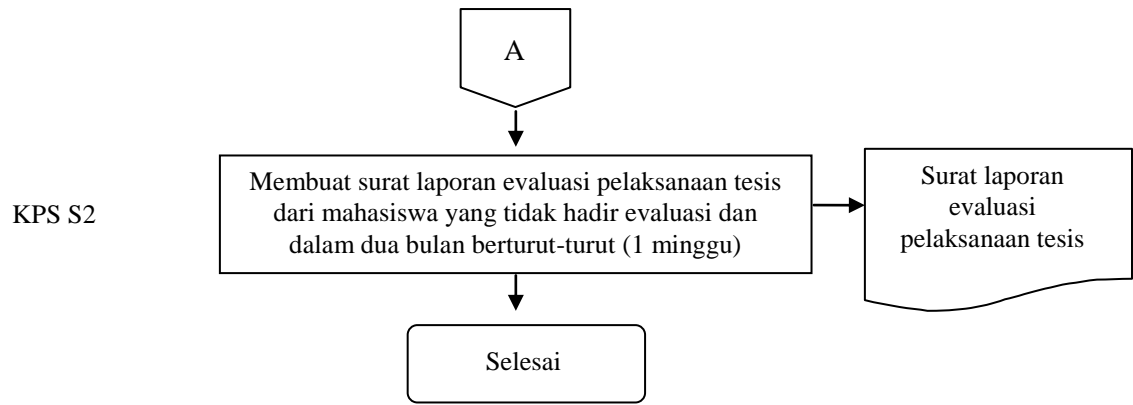 A
KPS S2
Membuat surat laporan evaluasi pelaksanaan tesis
dari mahasiswa yang tidak hadir evaluasi dan
dalam dua bulan berturut-turut (1 minggu)
Surat laporan
evaluasi
pelaksanaan tesis
Selesai